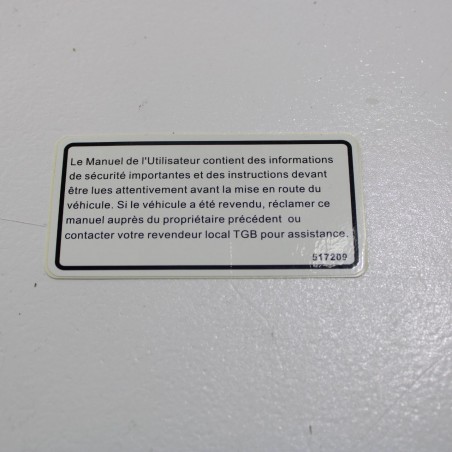 Le Manuel de l'Utilisateur contient des informations
de sécurité importantes et des instructions devant
être lues attentivement avant la mise en route du
véhicule. Si le véhicule a été revendu, réclamer ce
manuel auprès du propriétaire précédent ou
contacter votre revendeur local TGB pour assistance.
517209